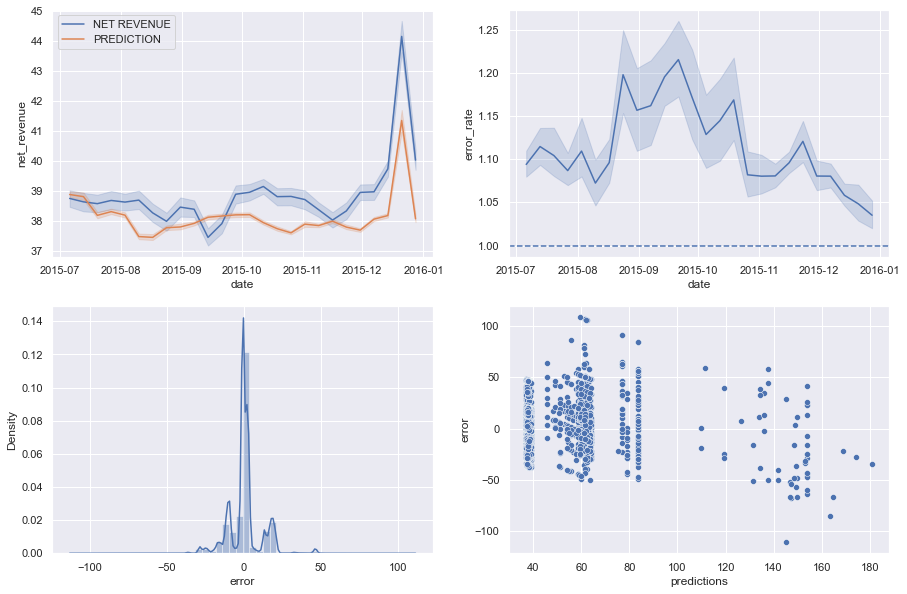 NET REVENUE
PREDICTION
45
44
43
42
41
40
39
38
37
net_revenue
2015-07 2015-08 2015-09 2015-10 2015-11 2015-12 2016-01
date
1.25
1.20
1.15
1.10
1.05
1.00
error_rate
2015-07 2015-08 2015-09 2015-10 2015-11 2015-12 2016-01
date
0.14
0.12
0.10
0.08
0.06
0.04
0.02
0.00
Density
−100 −50 0 50 100
error
100
50
0
−50
−100
error
40 60 80 100 120 140 160 180
predictions